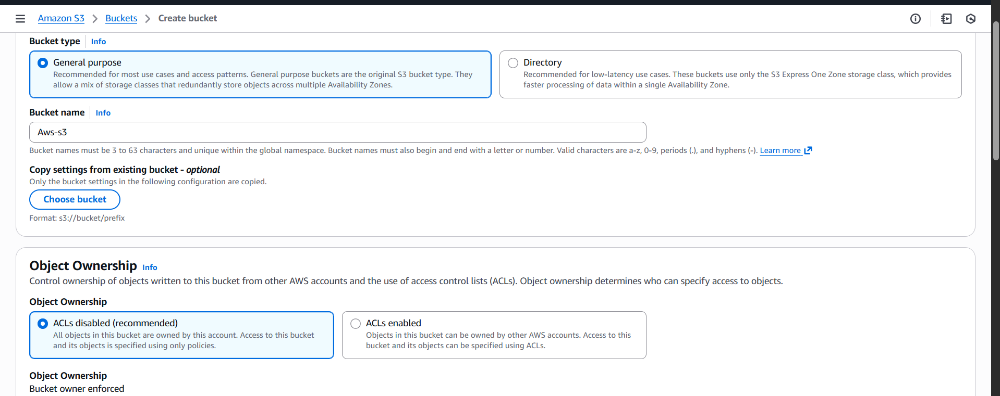 Amazon S3 > Buckets > Create bucket
Bucket type Info
General purpose
Recommended for most use cases and access patterns. General purpose buckets are the original S3 bucket type. They
allow a mix of storage classes that redundantly store objects across multiple Availability Zones.
Directory
Recommended for low-latency use cases. These buckets use only the S3 Express One Zone storage class, which provides
faster processing of data within a single Availability Zone.
Bucket name Info
Aws-s3
Bucket names must be 3 to 63 characters and unique within the global namespace. Bucket names must also begin and end with a letter or number. Valid characters are a-z, 0-9, periods (.), and hyphens (-). Learn more
Copy settings from existing bucket - optional
Only the bucket settings in the following configuration are copied.
Choose bucket
Format: s3://bucket/prefix
Object Ownership Info
Control ownership of objects written to this bucket from other AWS accounts and the use of access control lists (ACLs). Object ownership determines who can specify access to objects.
Object Ownership
ACLs disabled (recommended)
All objects in this bucket are owned by this account. Access to this bucket
and its objects is specified using only policies.
ACLs enabled
Objects in this bucket can be owned by other AWS accounts. Access to this
bucket and its objects can be specified using ACLs.
Object Ownership
Bucket owner enforced